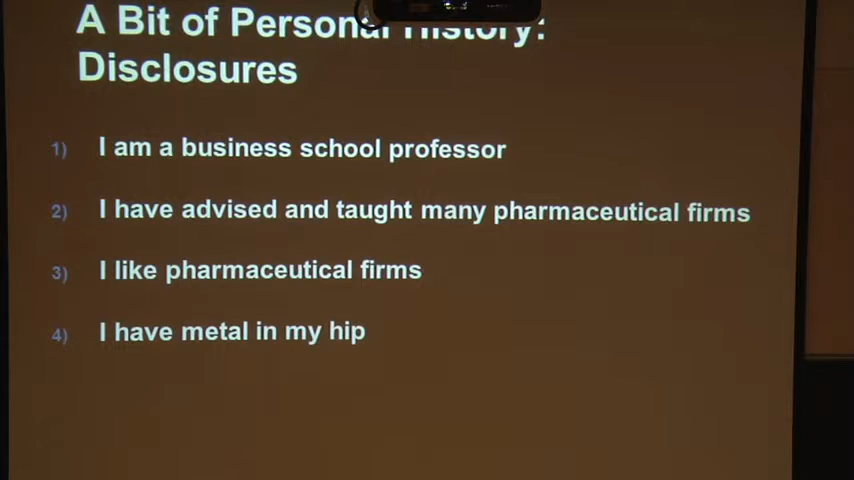 A Bit of Personal History:
Disclosures
1) I am a business school professor
2) I have advised and taught many pharmaceutical firms
3) I like pharmaceutical firms
4) I have metal in my hip